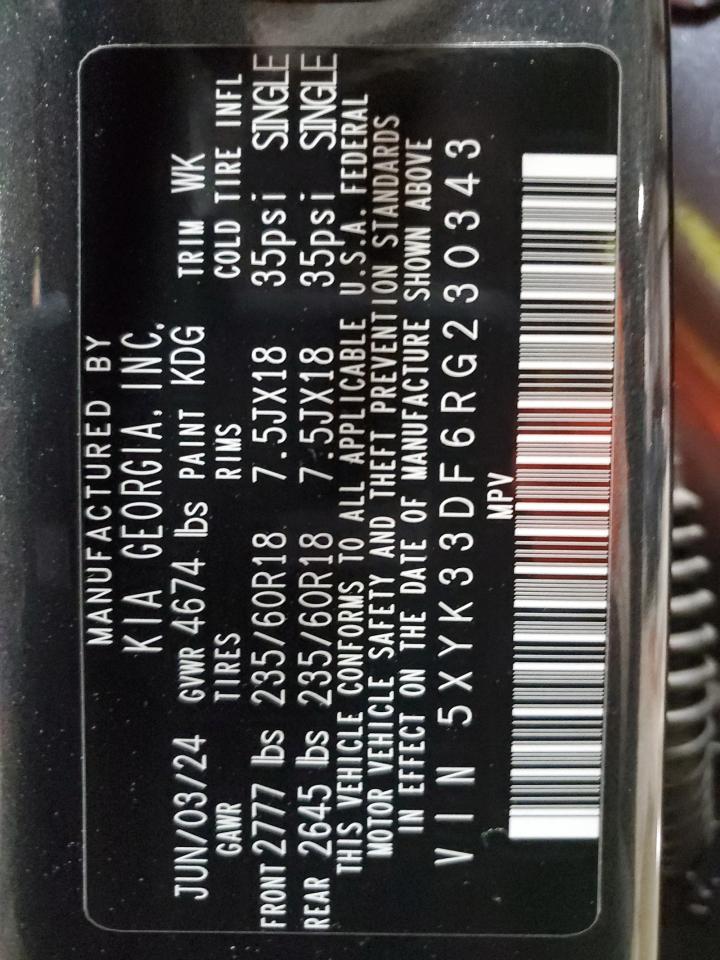 MANUFACTURED BY
KIA GEORGIA, INC.
JUN/03/24 GVWR 4674 lbs PAINT KDG TRIM WK
GAWR TIRES RIMS COLD TIRE INFL
FRONT 2777 lbs 235/60R18 7.5JX18 35psi SINGLE
REAR 2645 lbs 235/60R18 7.5JX18 35psi SINGLE
THIS VEHICLE CONFORMS TO ALL APPLICABLE U.S.A. FEDERAL
MOTOR VEHICLE SAFETY AND THEFT PREVENTION STANDARDS
IN EFFECT ON THE DATE OF MANUFACTURE SHOWN ABOVE
VIN 5XYK33DF6RG230343
MPV